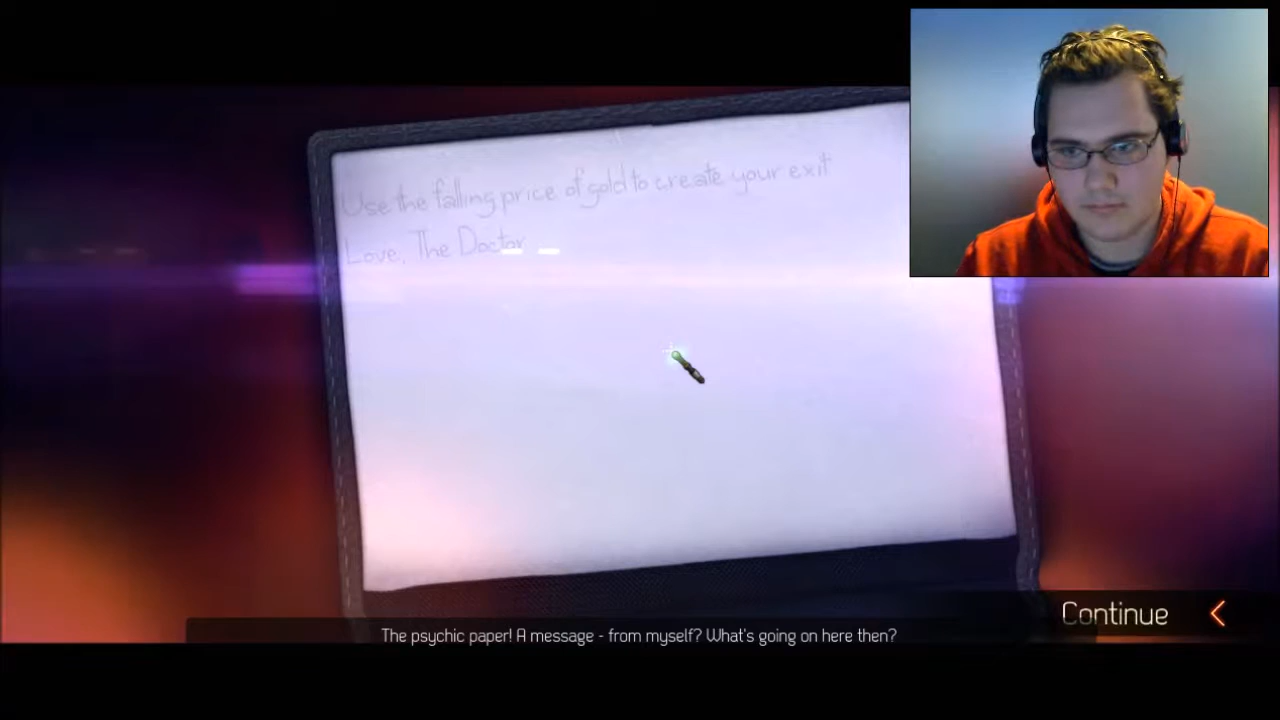 Use the falling price of gold to create your exit
Love, The Doctor
Continue
The psychic paper! A message - from myself? What's going on here then?